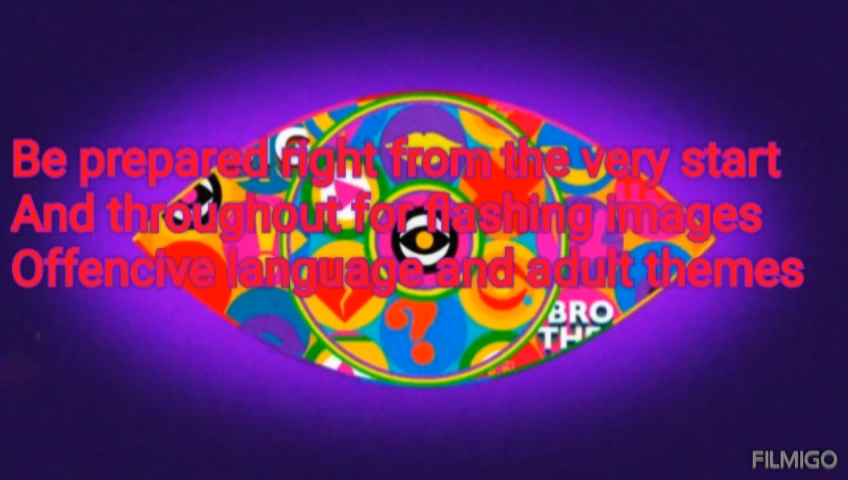 Be prepared right from the very start
And throughout for flashing images
Offencive language and adult themes
BRO
THE
FILMIGO